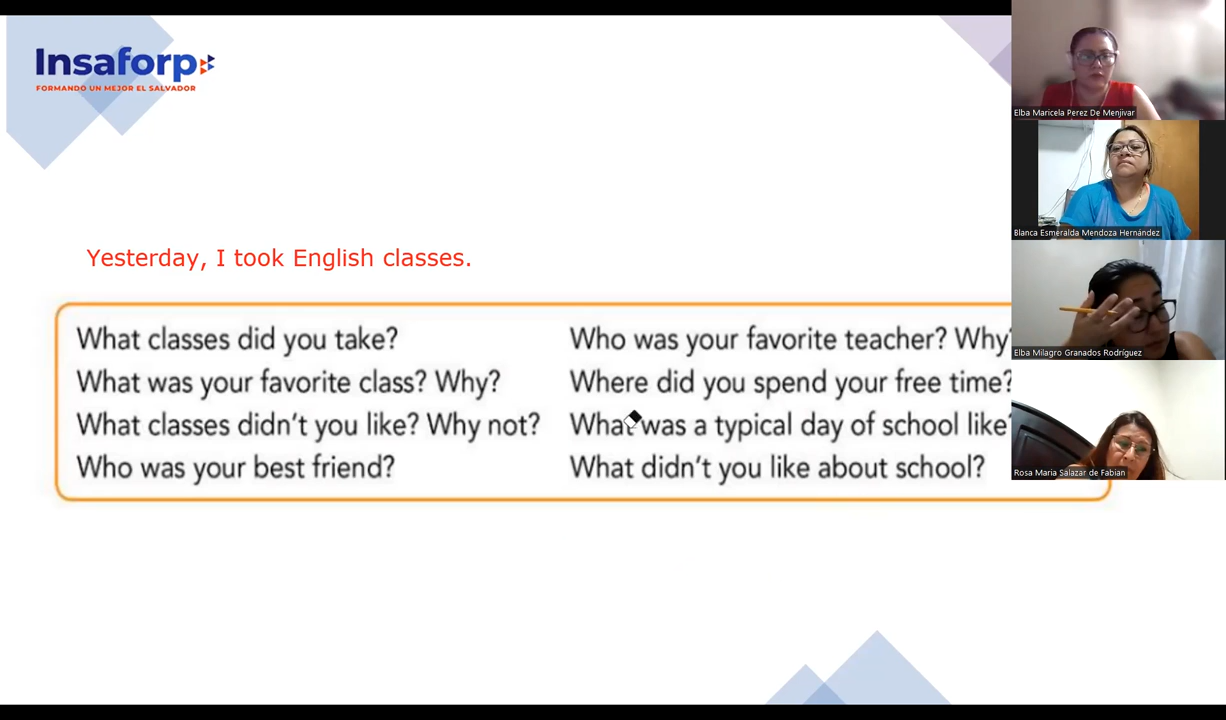 Insaforp
FORMANDO UN MEJOR EL SALVADOR
Yesterday, I took English classes.
What classes did you take?
What was your favorite class? Why?
What classes didn't you like? Why not?
Who was your best friend?
Who was your favorite teacher? Why?
Where did you spend your free time?
What was a typical day of school like?
What didn't you like about school?
Elba Maricela Perez De Menjivar
Blanca Esmeralda Mendoza Hernández
Elba Milagro Granados Rodríguez
Rosa Maria Salazar de Fabian